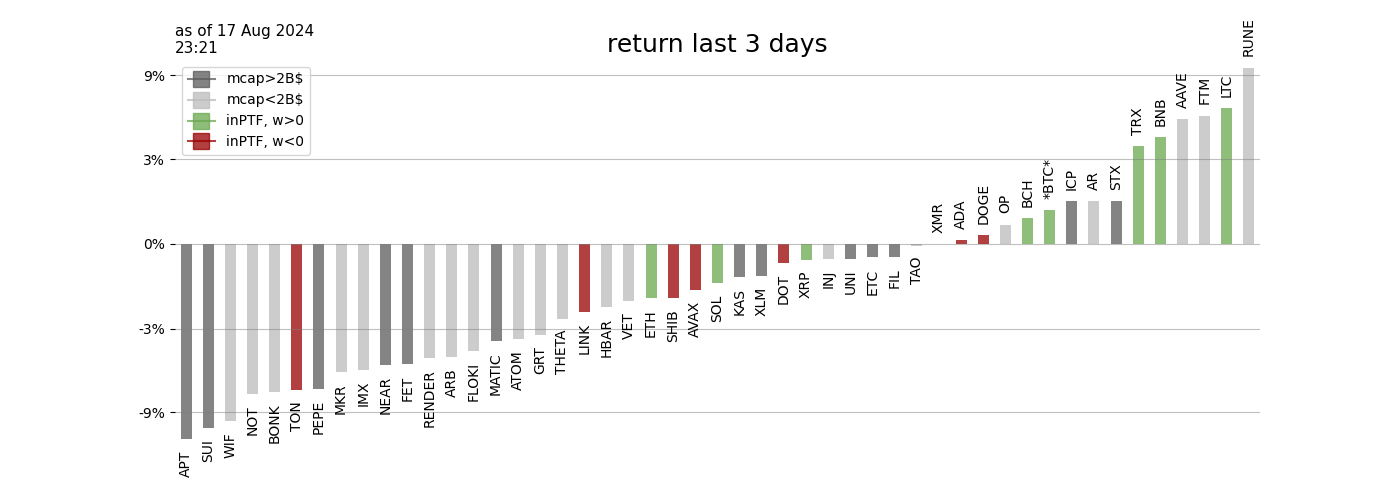 as of 17 Aug 2024
23:21
return last 3 days
mcap>2B$
mcap<2B$
inPTF, w>0
inPTF, w<0
9%
3%
0%
-3%
-9%
APT
SUI
WIF
NOT
BONK
TON
PEPE
MKR
IMX
NEAR
FET
RENDER
ARB
FLOKI
MATIC
ATOM
GRT
THETA
LINK
HBAR
VET
ETH
SHIB
AVAX
SOL
KAS
XLM
DOT
XRP
INJ
UNI
ETC
FIL
TAO
XMR
ADA
DOGE
OP
BCH
*BTC*
ICP
AR
STX
TRX
BNB
AAVE
FTM
LTC
RUNE